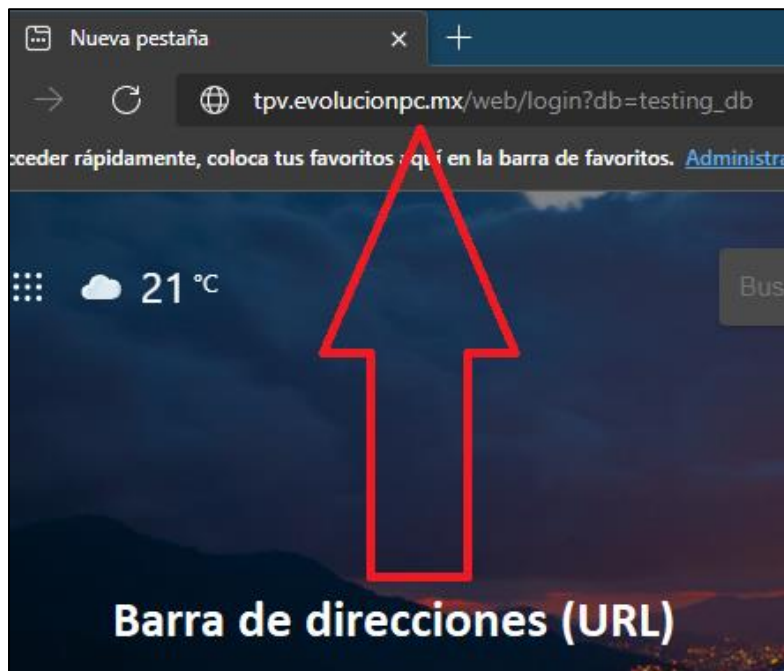 Nueva pestaña
tpv.evolucionpc.mx/web/login?db=testing_db
cceder rápidamente, coloca tus favoritos aquí en la barra de favoritos. Administra
21 °C
Bus
Barra de direcciones (URL)